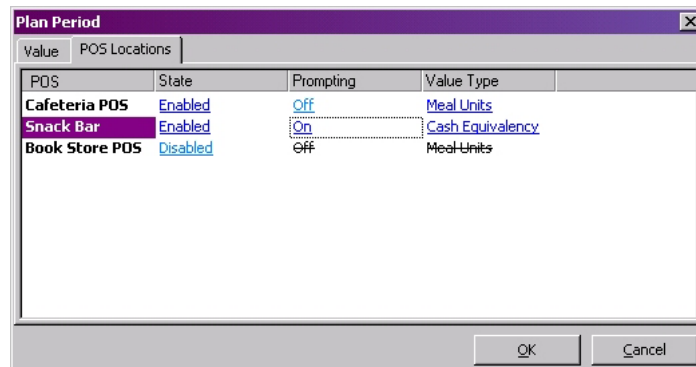 Plan Period
Value POS Locations
POS State Prompting Value Type
Cafeteria POS Enabled Off Meal Units
Snack Bar Enabled On Cash Equivalency
Book Store POS Disabled Off Meal Units
OK Cancel